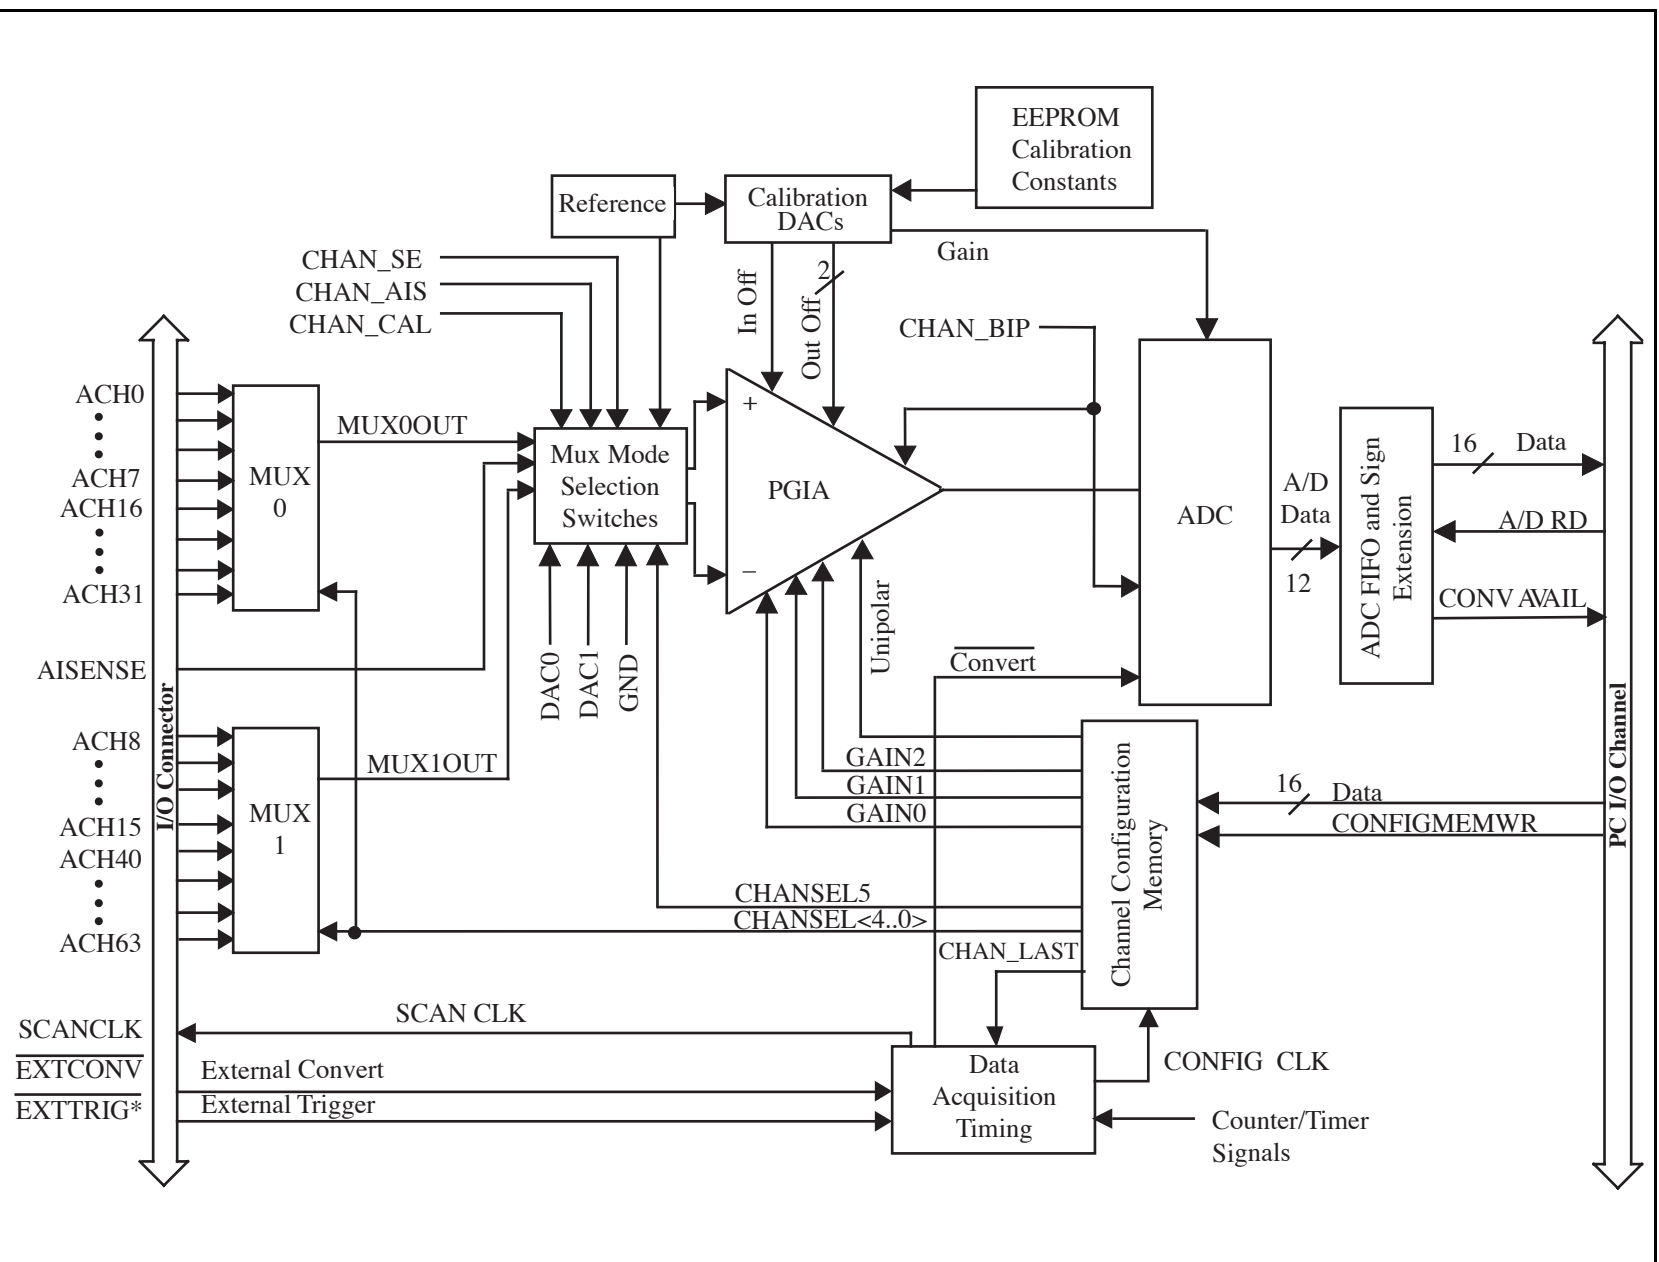 EEPROM
Calibration
Constants
Reference
Calibration
DACs
Gain
CHAN_SE
CHAN_AIS
CHAN_CAL
In Off
2
Out Off
CHAN_BIP
ACH0
ACH7
ACH16
ACH31
MUX
0
MUX0OUT
Mux Mode
Selection
Switches
+
PGIA
−
ADC
A/D
Data
12
ADC FIFO and Sign
Extension
16
Data
A/D RD
CONV AVAIL
AISENSE
I/O Connector
DAC0
DAC1
GND
Unipolar
Convert
PC I/O Channel
ACH8
ACH15
ACH40
ACH63
MUX
1
MUX1OUT
GAIN2
GAIN1
GAIN0
CHANSEL5
CHANSEL<4..0>
CHAN_LAST
Channel Configuration
Memory
16
Data
CONFIGMEMWR
SCANCLK
SCAN CLK
EXTCONV
External Convert
EXTTRIG*
External Trigger
Data
Acquisition
Timing
CONFIG CLK
Counter/Timer
Signals